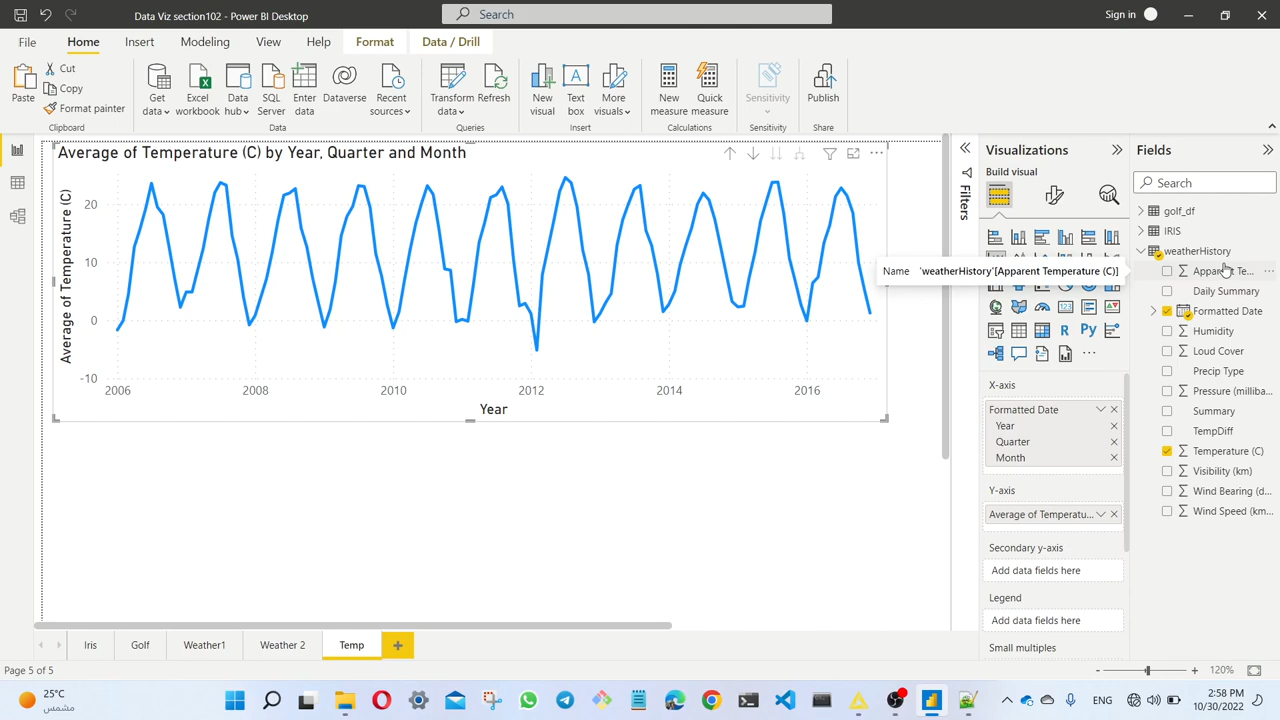 Data Viz section102 - Power BI Desktop
Search
Sign in
File
Home
Insert
Modeling
View
Help
Format
Data / Drill
Paste
Cut
Copy
Format painter
Clipboard
Get data
Excel workbook
Data hub
SQL Server
Enter data
Dataverse
Recent sources
Data
Transform data
Refresh
Queries
New visual
Text box
More visuals
Insert
New measure
Quick measure
Calculations
Sensitivity
Sensitivity
Publish
Share
Average of Temperature (C) by Year, Quarter and Month
Average of Temperature (C)
20
10
0
-10
2006
2008
2010
2012
2014
2016
Year
Filters
Visualizations
Build visual
Name 'weatherHistory'[Apparent Temperature (C)]
R
Py
X-axis
Formatted Date
Year
Quarter
Month
Y-axis
Average of Temperatu...
Secondary y-axis
Add data fields here
Legend
Add data fields here
Small multiples
Fields
Search
golf_df
IRIS
weatherHistory
Apparent Te...
Daily Summary
Formatted Date
Humidity
Loud Cover
Precip Type
Pressure (milliba...
Summary
TempDiff
Temperature (C)
Visibility (km)
Wind Bearing (d...
Wind Speed (km...
Iris
Golf
Weather1
Weather 2
Temp
Page 5 of 5
120%
25°C
مشمس
ENG
2:58 PM
10/30/2022